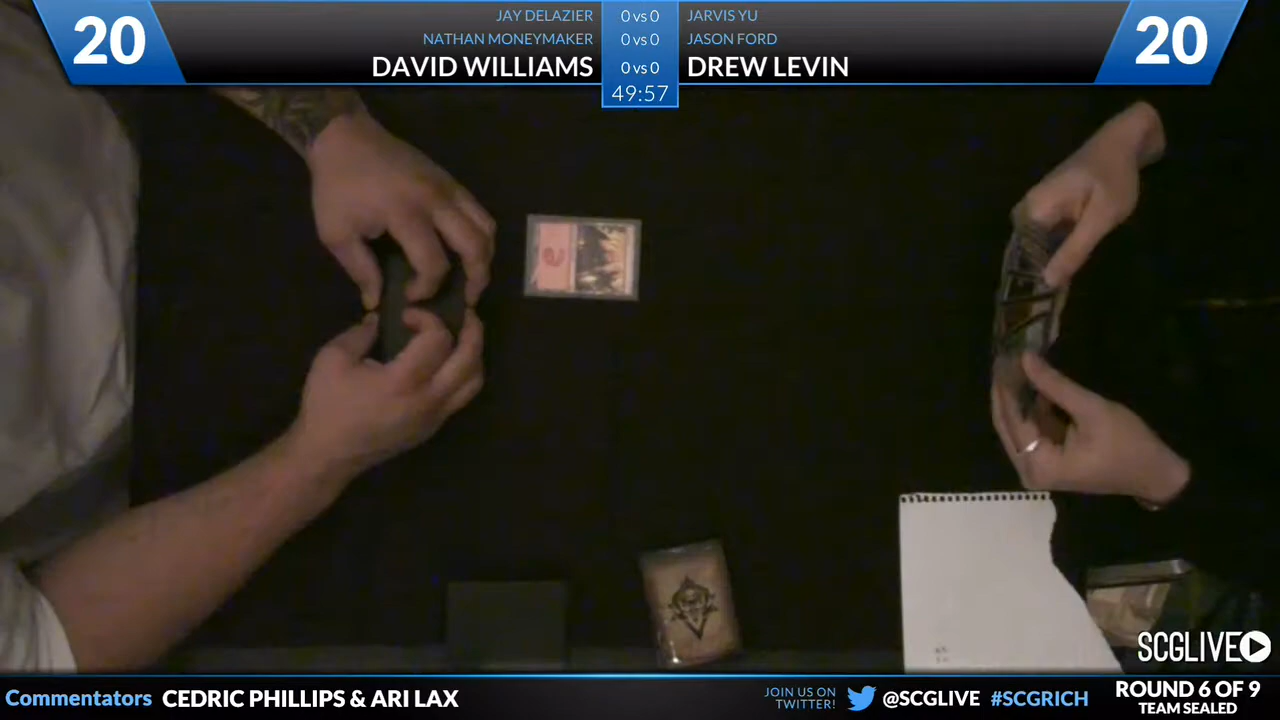 20
JAY DELAZIER 0 vs 0 JARVIS YU
NATHAN MONEYMAKER 0 vs 0 JASON FORD
DAVID WILLIAMS 0 vs 0 DREW LEVIN
49:57
20
SCGLIVE
Commentators CEDRIC PHILLIPS & ARI LAX
JOIN US ON
TWITTER!
@SCGLIVE #SCGRICH
ROUND 6 OF 9
TEAM SEALED